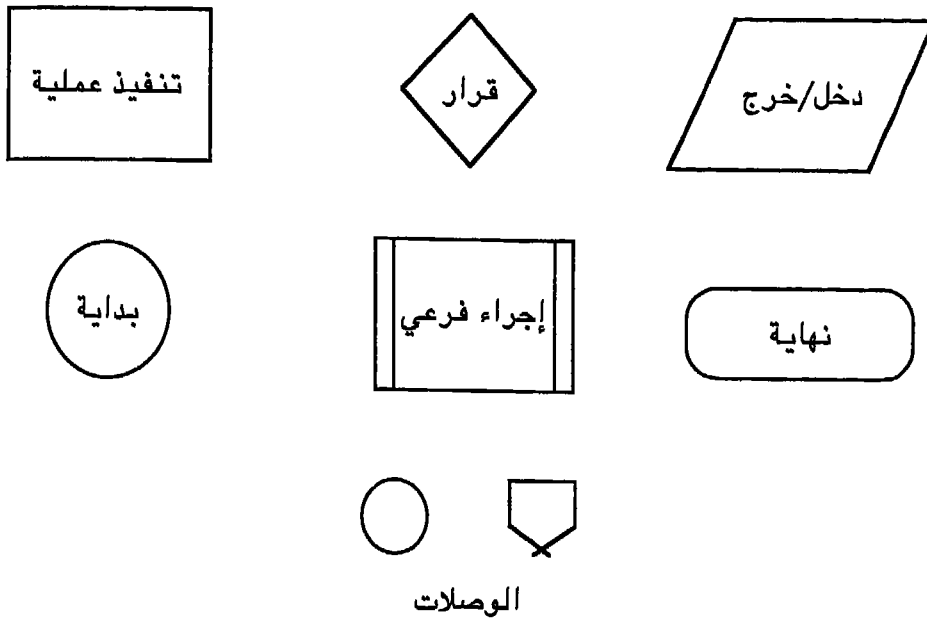 دخل/خرج
قرار
تنفيذ عملية
نهاية
إجراء فرعي
بداية
الوصلات